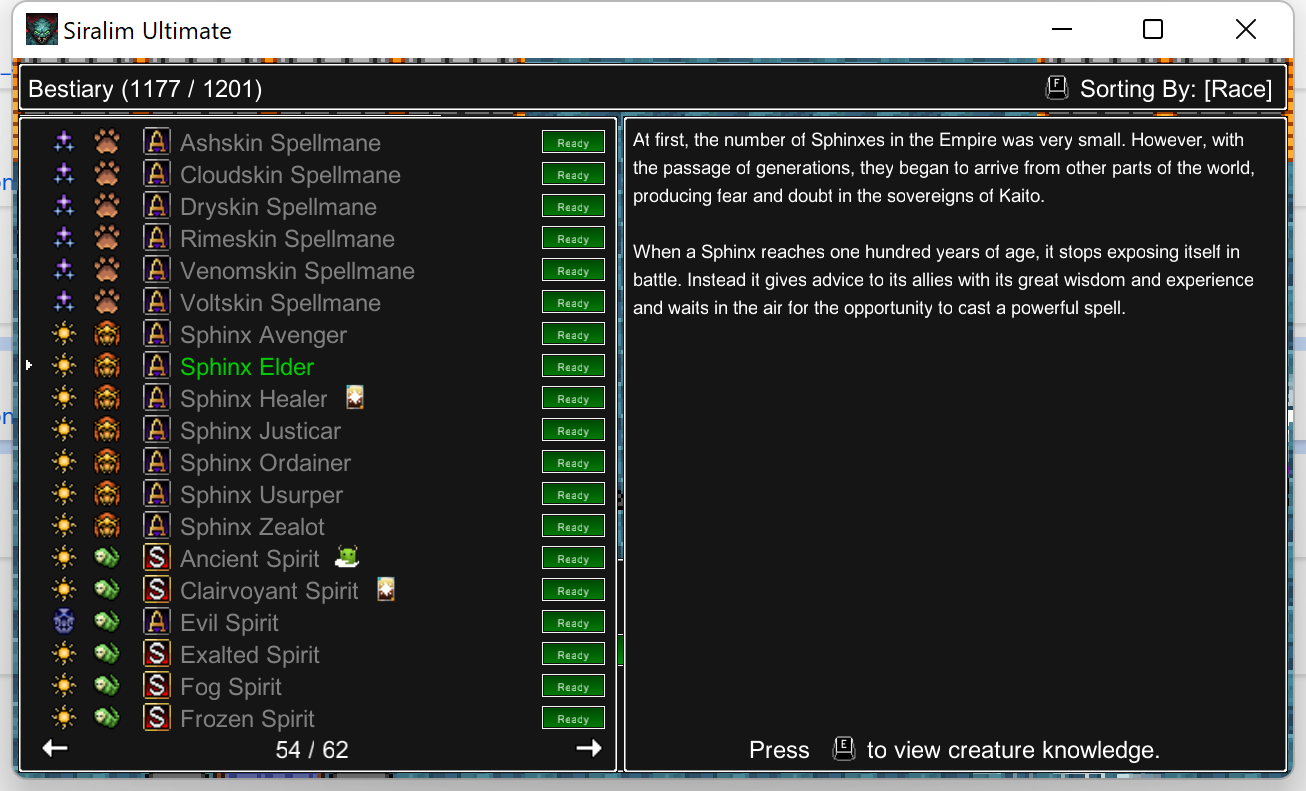 Siralim Ultimate
Bestiary (1177 / 1201)
F Sorting By: [Race]
A Ashskin Spellmane Ready
A Cloudskin Spellmane Ready
A Dryskin Spellmane Ready
A Rimeskin Spellmane Ready
A Venomskin Spellmane Ready
A Voltskin Spellmane Ready
A Sphinx Avenger Ready
A Sphinx Elder Ready
A Sphinx Healer Ready
A Sphinx Justicar Ready
A Sphinx Ordainer Ready
A Sphinx Usurper Ready
A Sphinx Zealot Ready
S Ancient Spirit Ready
S Clairvoyant Spirit Ready
A Evil Spirit Ready
S Exalted Spirit Ready
S Fog Spirit Ready
S Frozen Spirit Ready
54 / 62
At first, the number of Sphinxes in the Empire was very small. However, with
the passage of generations, they began to arrive from other parts of the world,
producing fear and doubt in the sovereigns of Kaito.
When a Sphinx reaches one hundred years of age, it stops exposing itself in
battle. Instead it gives advice to its allies with its great wisdom and experience
and waits in the air for the opportunity to cast a powerful spell.
Press E to view creature knowledge.